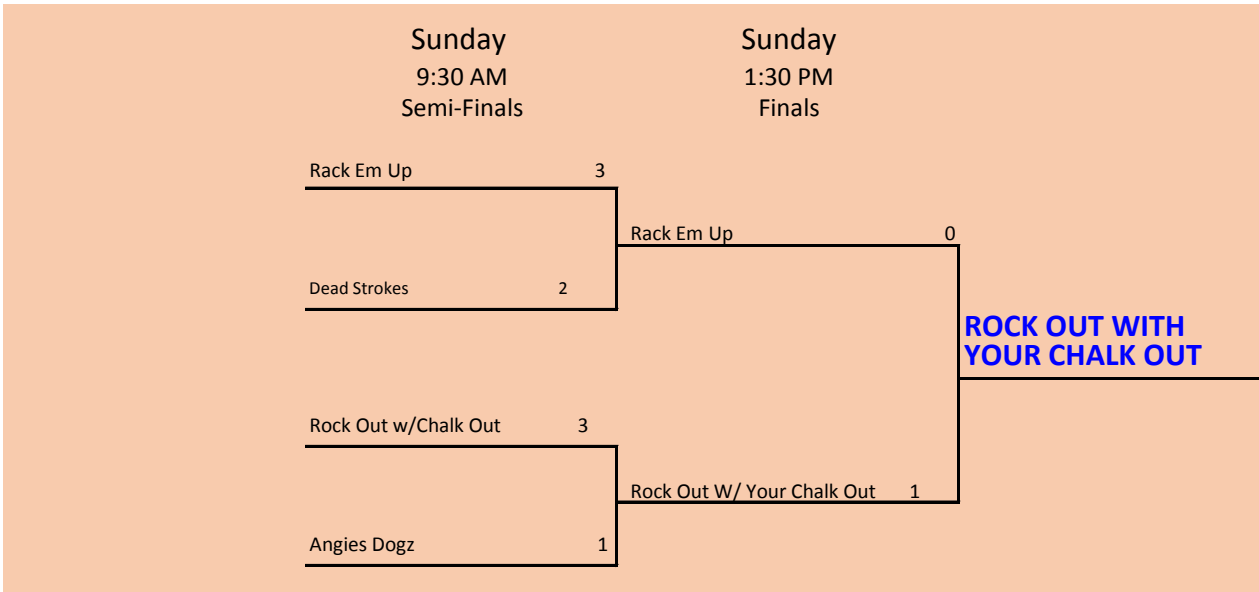 Sunday Sunday
9:30 AM 1:30 PM
Semi-Finals Finals
Rack Em Up 3
Rack Em Up 0
Dead Strokes 2
ROCK OUT WITH
YOUR CHALK OUT
Rock Out w/Chalk Out 3
Rock Out W/ Your Chalk Out 1
Angies Dogz 1